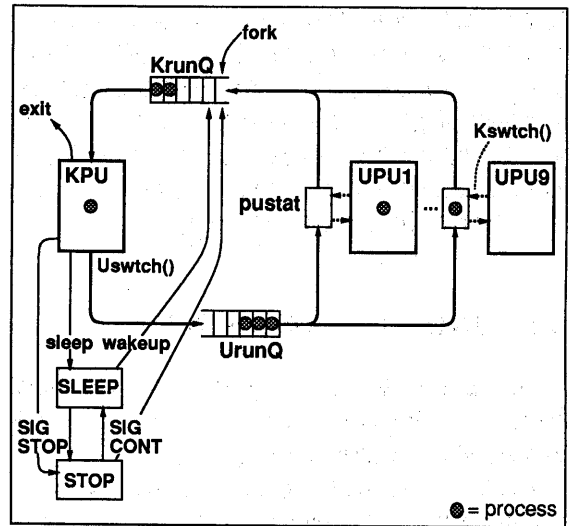 fork
KrunQ
exit
Kswtch()
KPU
UPU1
UPU9
pustat
...
Uswtch()
sleep wakeup
UrunQ
SLEEP
SIG
STOP
SIG
CONT
STOP
= process